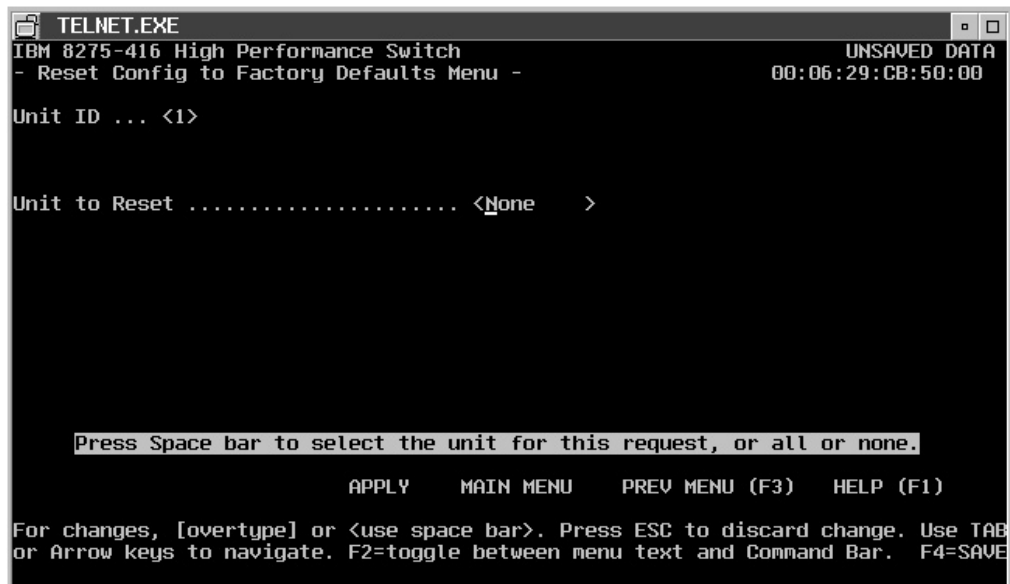 TELNET.EXE
IBM 8275-416 High Performance Switch UNSAVED DATA
- Reset Config to Factory Defaults Menu - 00:06:29:CB:50:00
Unit ID ... <1>
Unit to Reset ...................... <None    >
Press Space bar to select the unit for this request, or all or none.
APPLY MAIN MENU PREV MENU (F3) HELP (F1)
For changes, [overtype] or <use space bar>. Press ESC to discard change. Use TAB
or Arrow keys to navigate. F2=toggle between menu text and Command Bar. F4=SAVE